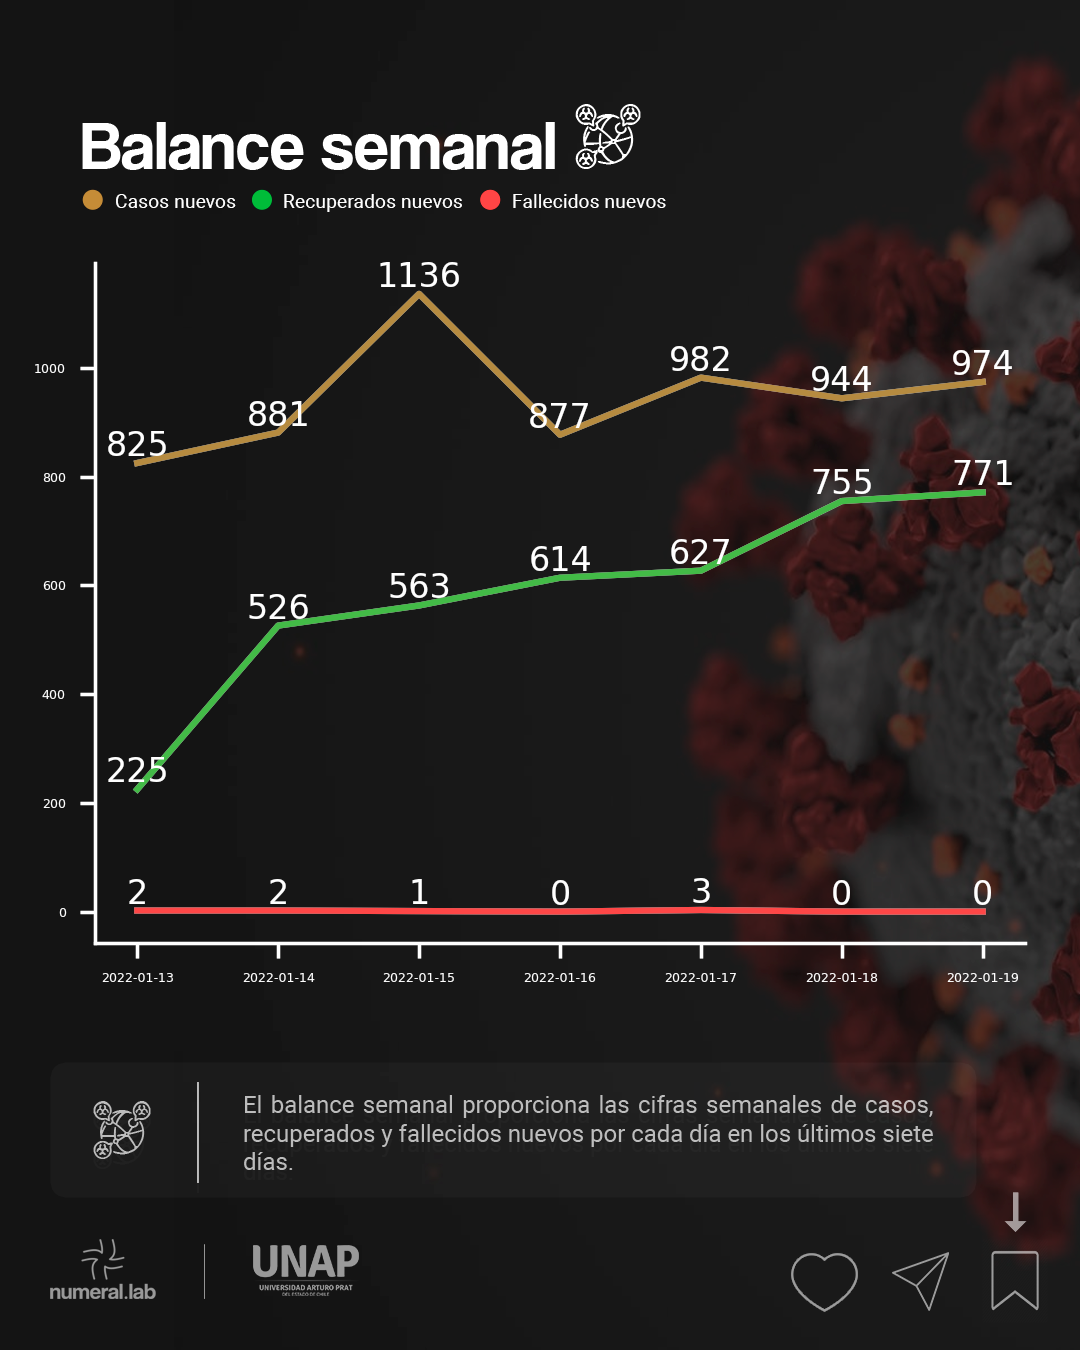 Balance semanal
Casos nuevos Recuperados nuevos Fallecidos nuevos
1136
1000
982
944
974
881
877
825
800
755
771
600
614
627
563
526
400
225
200
2 2 1 0 3 0 0
0
2022-01-13 2022-01-14 2022-01-15 2022-01-16 2022-01-17 2022-01-18 2022-01-19
El balance semanal proporciona las cifras semanales de casos,
recuperados y fallecidos nuevos por cada día en los últimos siete
días.
numeral.lab
UNAP
UNIVERSIDAD ARTURO PRAT
DEL ESTADO DE CHILE